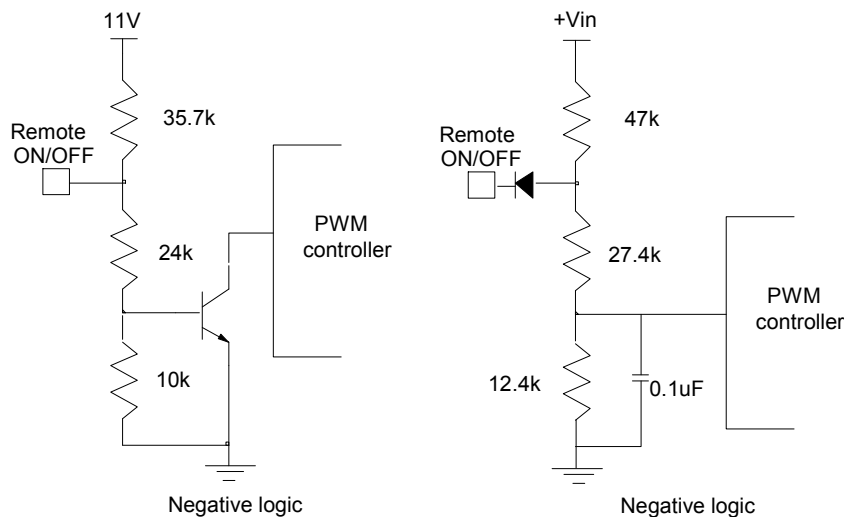 11V
35.7k
Remote
ON/OFF
24k
PWM
controller
10k
Negative logic
+Vin
47k
Remote
ON/OFF
27.4k
PWM
controller
12.4k
0.1uF
Negative logic